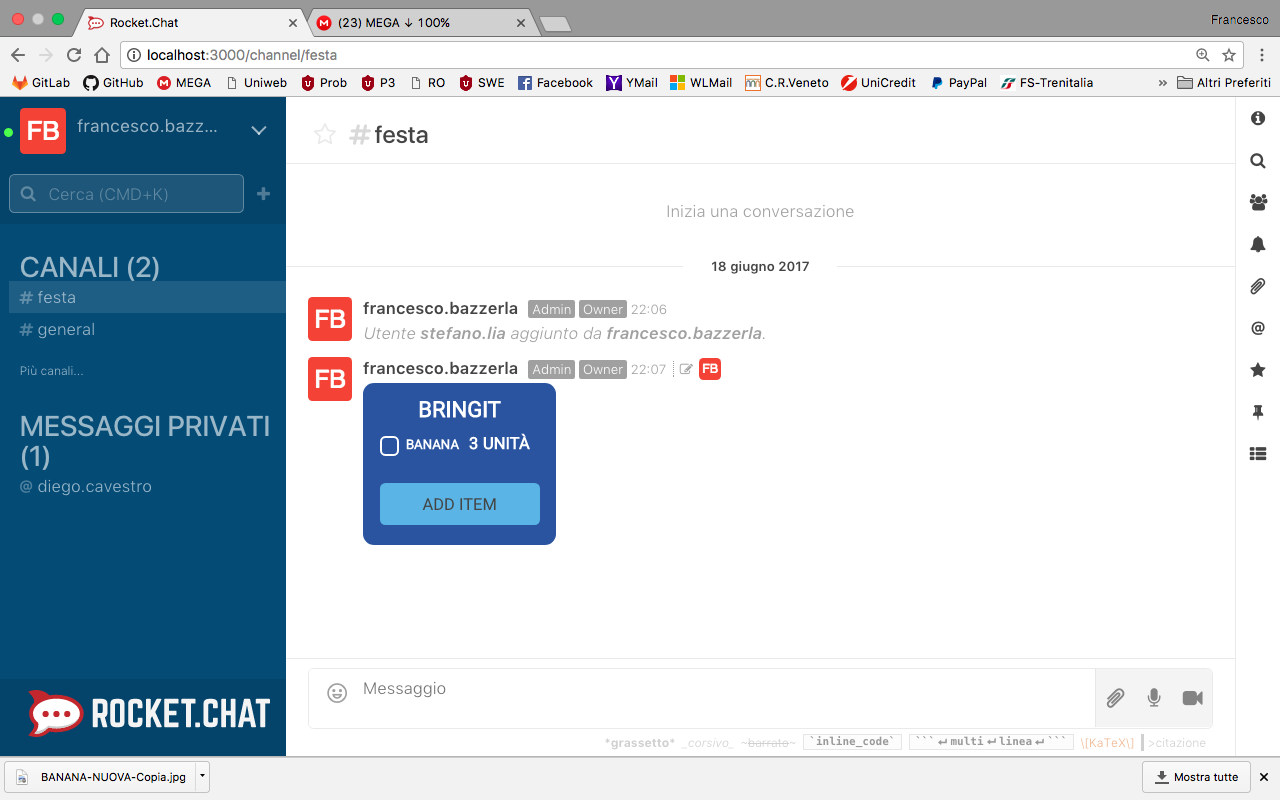 Rocket.Chat
(23) MEGA ↓ 100%
Francesco
localhost:3000/channel/festa
GitLab GitHub MEGA Uniweb Prob P3 RO SWE Facebook YMail WLMail C.R.Veneto UniCredit PayPal FS-Trenitalia » Altri Preferiti
FB francesco.bazz...
Cerca (CMD+K) +
CANALI (2)
# festa
# general
Più canali...
MESSAGGI PRIVATI
(1)
@ diego.cavestro
ROCKET.CHAT
#festa
Inizia una conversazione
18 giugno 2017
FB francesco.bazzerla Admin Owner 22:06
Utente stefano.lia aggiunto da francesco.bazzerla.
FB francesco.bazzerla Admin Owner 22:07 FB
BRINGIT
BANANA 3 UNITÀ
ADD ITEM
Messaggio
*grassetto* _corsivo_ ~barrato~ `inline_code` ```↵multi↵linea↵``` \[KaTeX\] >citazione
BANANA-NUOVA-Copia.jpg
Mostra tutte